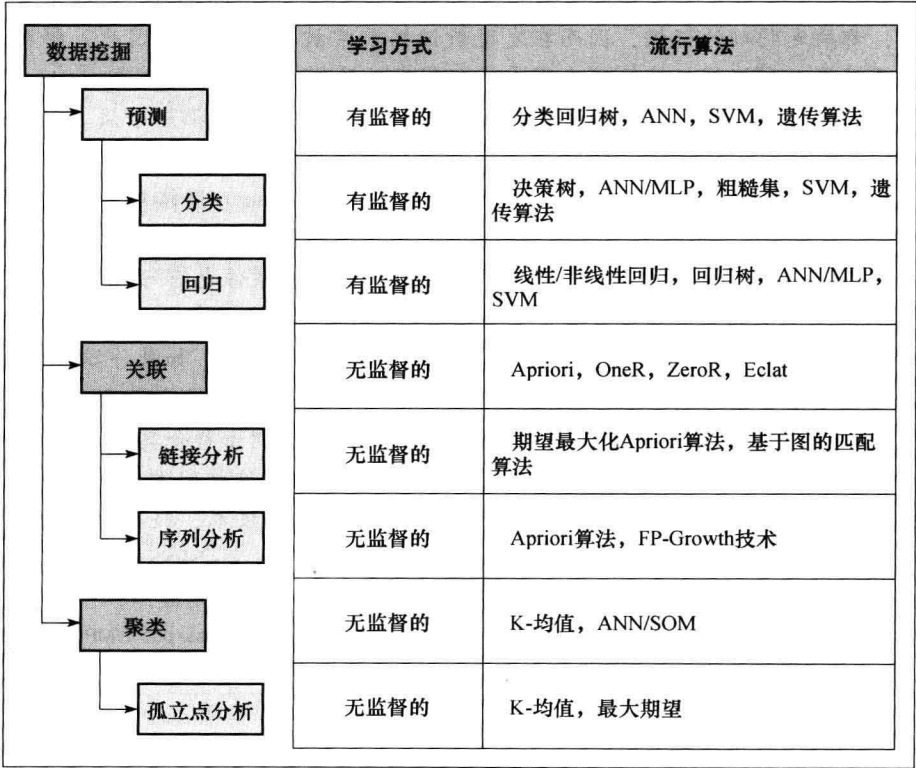 数据挖掘
学习方式 流行算法
预测 有监督的 分类回归树，ANN，SVM，遗传算法
分类 有监督的 决策树，ANN/MLP，粗糙集，SVM，遗
传算法
回归 有监督的 线性/非线性回归，回归树，ANN/MLP，
SVM
关联 无监督的 Apriori，OneR，ZeroR，Eclat
链接分析 无监督的 期望最大化Apriori算法，基于图的匹配
算法
序列分析 无监督的 Apriori算法，FP-Growth技术
聚类 无监督的 K-均值，ANN/SOM
孤立点分析 无监督的 K-均值，最大期望